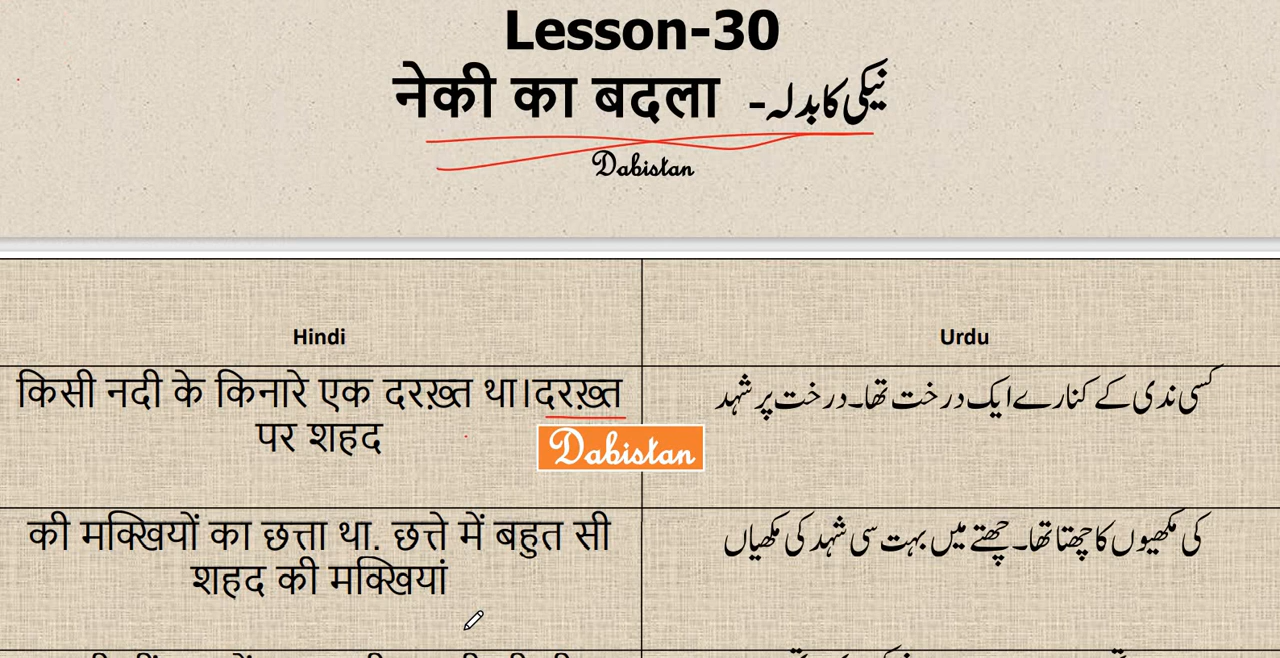 Lesson-30
नेकी का बदला - نیکی کا بدلہ
Dabistan
Hindi
Urdu
किसी नदी के किनारे एक दरख़्त था।दरख़्त
पर शहद
کسی ندی کے کنارے ایک درخت تھا۔درخت پر شہد
Dabistan
की मक्खियों का छत्ता था. छत्ते में बहुत सी
शहद की मक्खियां
کی مکھیوں کا چھتا تھا۔ چھتے میں بہت سی شہد کی مکھیاں